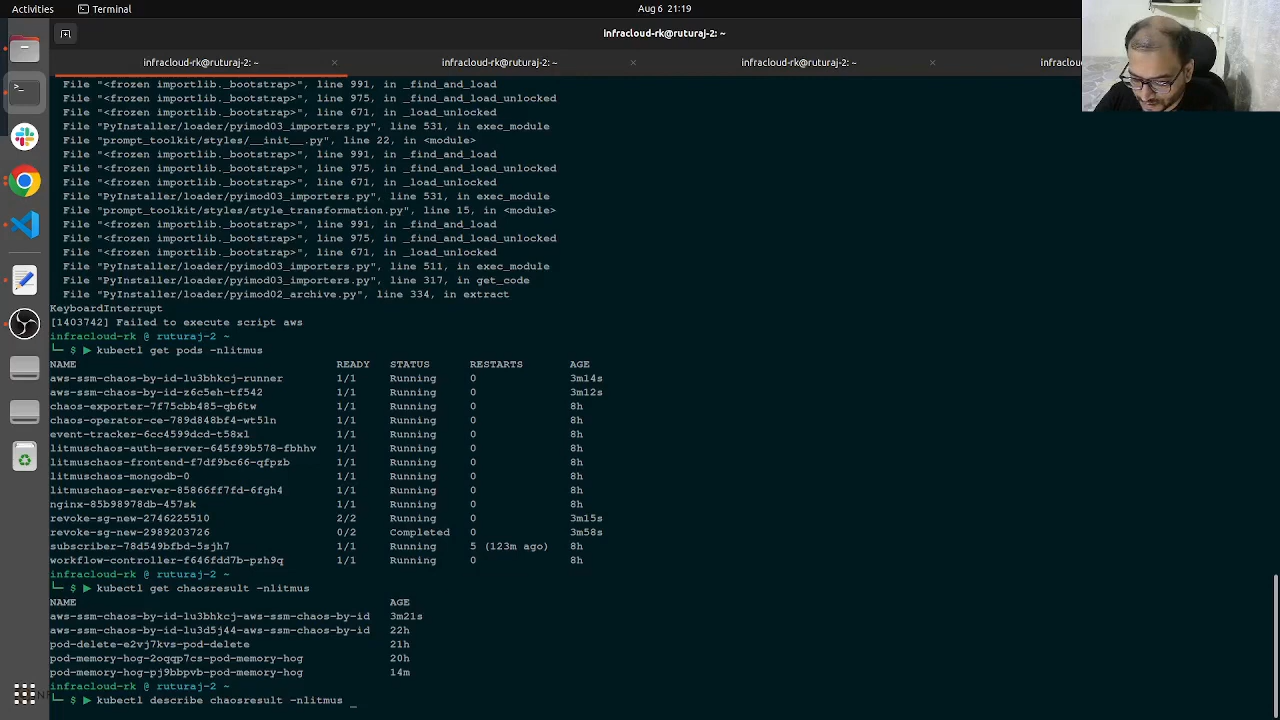 Activities
Terminal
Aug 6 21:19
infracloud-rk@ruturaj-2: ~
infracloud-rk@ruturaj-2: ~
infracloud-rk@ruturaj-2: ~
infracloud-rk@ruturaj-2: ~
infraclou
File "<frozen importlib._bootstrap>", line 991, in _find_and_load
File "<frozen importlib._bootstrap>", line 975, in _find_and_load_unlocked
File "<frozen importlib._bootstrap>", line 671, in _load_unlocked
File "PyInstaller/loader/pyimod03_importers.py", line 531, in exec_module
File "prompt_toolkit/styles/__init__.py", line 22, in <module>
File "<frozen importlib._bootstrap>", line 991, in _find_and_load
File "<frozen importlib._bootstrap>", line 975, in _find_and_load_unlocked
File "<frozen importlib._bootstrap>", line 671, in _load_unlocked
File "PyInstaller/loader/pyimod03_importers.py", line 531, in exec_module
File "prompt_toolkit/styles/style_transformation.py", line 15, in <module>
File "<frozen importlib._bootstrap>", line 991, in _find_and_load
File "<frozen importlib._bootstrap>", line 975, in _find_and_load_unlocked
File "<frozen importlib._bootstrap>", line 671, in _load_unlocked
File "PyInstaller/loader/pyimod03_importers.py", line 511, in exec_module
File "PyInstaller/loader/pyimod03_importers.py", line 317, in get_code
File "PyInstaller/loader/pyimod02_archive.py", line 334, in extract
KeyboardInterrupt
[1403742] Failed to execute script aws
infracloud-rk @ ruturaj-2 ~
└─ $ ▶ kubectl get pods -nlitmus
NAME READY STATUS RESTARTS AGE
aws-ssm-chaos-by-id-lu3bhkcj-runner 1/1 Running 0 3m14s
aws-ssm-chaos-by-id-z6c5eh-tf542 1/1 Running 0 3m12s
chaos-exporter-7f75cbb485-qb6tw 1/1 Running 0 8h
chaos-operator-ce-789d848bf4-wt5ln 1/1 Running 0 8h
event-tracker-6cc4599dcd-t58xl 1/1 Running 0 8h
litmuschaos-auth-server-645f99b578-fbhhv 1/1 Running 0 8h
litmuschaos-frontend-f7df9bc66-qfpzb 1/1 Running 0 8h
litmuschaos-mongodb-0 1/1 Running 0 8h
litmuschaos-server-85866ff7fd-6fgh4 1/1 Running 0 8h
nginx-85b98978db-457sk 1/1 Running 0 8h
revoke-sg-new-2746225510 2/2 Running 0 3m15s
revoke-sg-new-2989203726 0/2 Completed 0 3m58s
subscriber-78d549bfbd-5sjh7 1/1 Running 5 (123m ago) 8h
workflow-controller-f646fdd7b-pzh9q 1/1 Running 0 8h
infracloud-rk @ ruturaj-2 ~
└─ $ ▶ kubectl get chaosresult -nlitmus
NAME AGE
aws-ssm-chaos-by-id-lu3bhkcj-aws-ssm-chaos-by-id 3m21s
aws-ssm-chaos-by-id-lu3d5j44-aws-ssm-chaos-by-id 22h
pod-delete-e2vj7kvs-pod-delete 21h
pod-memory-hog-2oqqp7cs-pod-memory-hog 20h
pod-memory-hog-pj9bbpvb-pod-memory-hog 14m
infracloud-rk @ ruturaj-2 ~
└─ $ ▶ kubectl describe chaosresult -nlitmus _